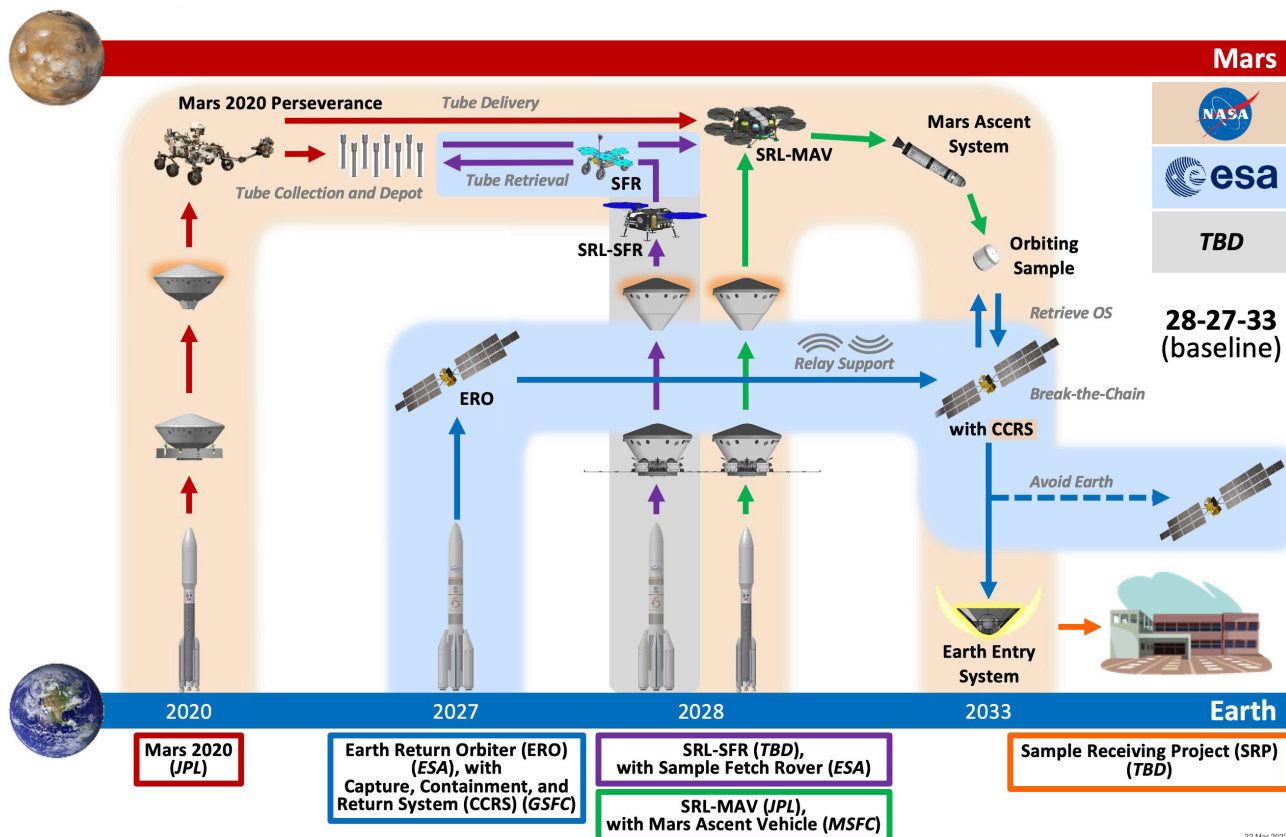 Mars
Mars 2020 Perseverance
Tube Delivery
Tube Collection and Depot
Tube Retrieval
SFR
SRL-SFR
SRL-MAV
Mars Ascent
System
Orbiting
Sample
Retrieve OS
NASA
esa
TBD
28-27-33
(baseline)
ERO
Relay Support
Break-the-Chain
with CCRS
Avoid Earth
Earth Entry
System
2020
2027
2028
2033
Earth
Mars 2020
(JPL)
Earth Return Orbiter (ERO)
(ESA), with
Capture, Containment, and
Return System (CCRS) (GSFC)
SRL-SFR (TBD),
with Sample Fetch Rover (ESA)
SRL-MAV (JPL),
with Mars Ascent Vehicle (MSFC)
Sample Receiving Project (SRP)
(TBD)